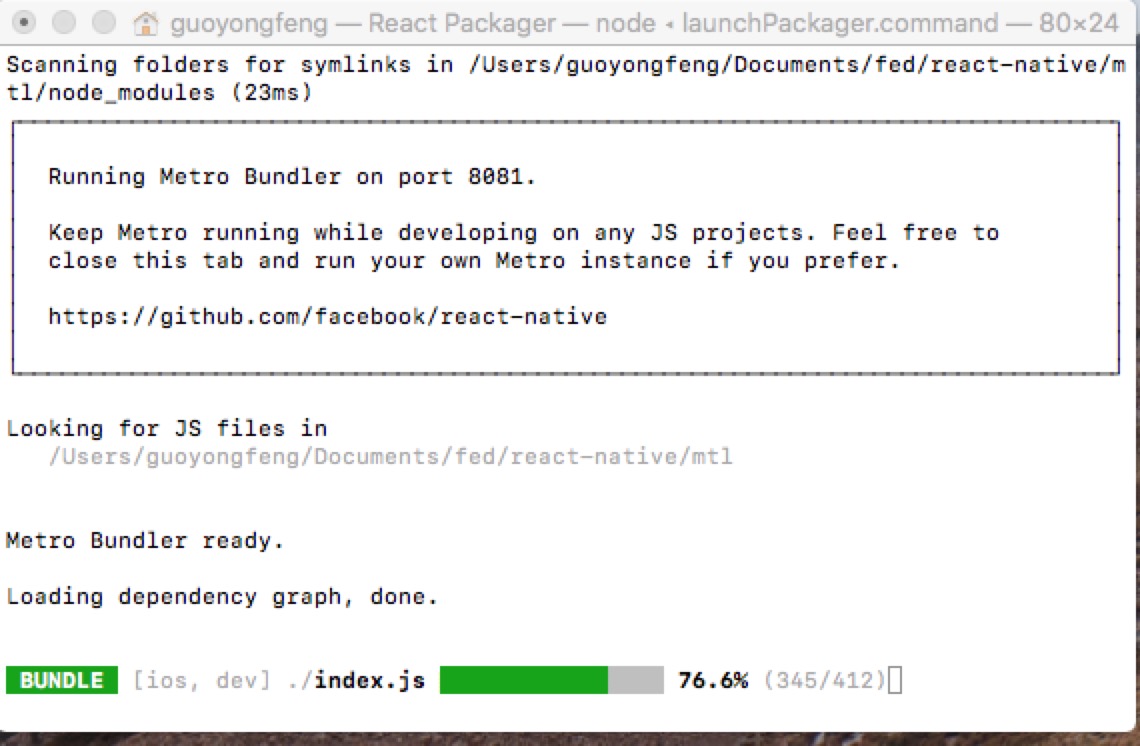 guoyongfeng — React Packager — node ◂ launchPackager.command — 80×24
Scanning folders for symlinks in /Users/guoyongfeng/Documents/fed/react-native/m
tl/node_modules (23ms)
Running Metro Bundler on port 8081.
Keep Metro running while developing on any JS projects. Feel free to
close this tab and run your own Metro instance if you prefer.
https://github.com/facebook/react-native
Looking for JS files in
/Users/guoyongfeng/Documents/fed/react-native/mtl
Metro Bundler ready.
Loading dependency graph, done.
BUNDLE [ios, dev] ./index.js 76.6% (345/412)